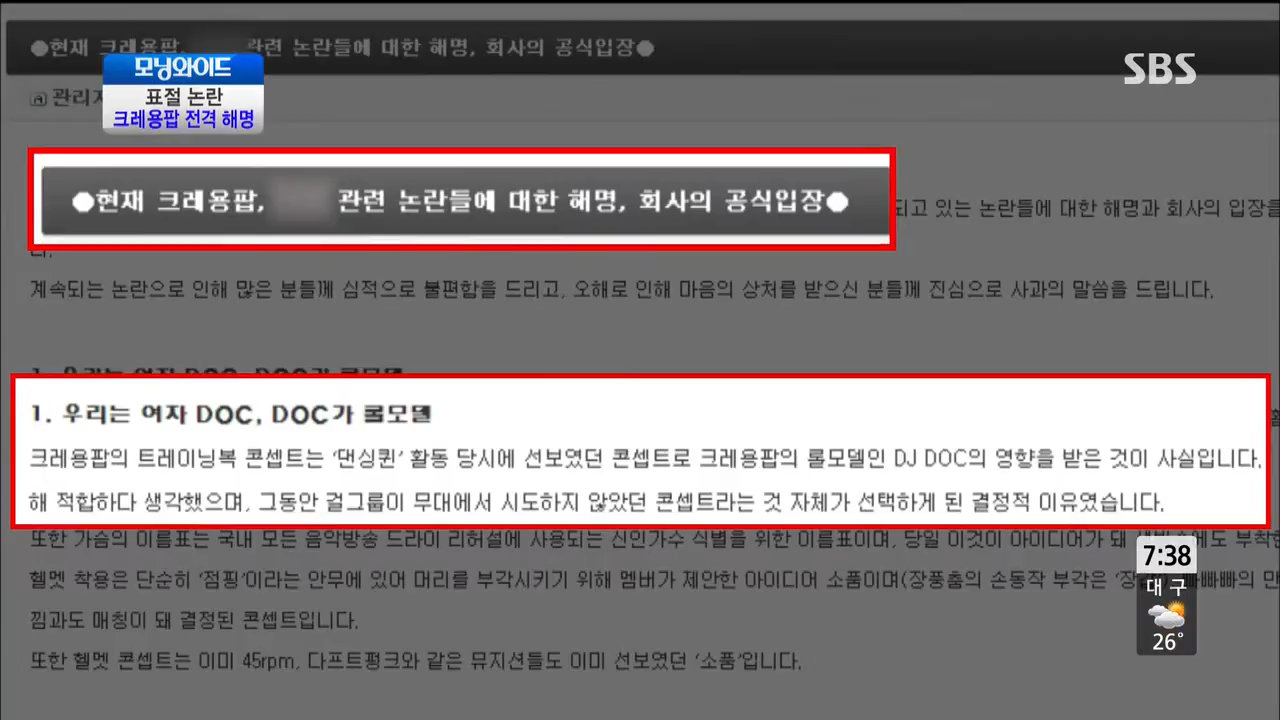 ●현재 크레용팝, 관련 논란들에 대한 해명, 회사의 공식입장●
SBS
모닝와이드
표절 논란
크레용팝 전격 해명
●현재 크레용팝, 관련 논란들에 대한 해명, 회사의 공식입장●
되고 있는 논란들에 대한 해명과 회사의 입장을
다.
계속되는 논란으로 인해 많은 분들께 심적으로 불편함을 드리고, 오해로 인해 마음의 상처를 받으신 분들께 진심으로 사과의 말씀을 드립니다.
1. 우리는 여자 DOC, DOC가 롤모델
크레용팝의 트레이닝복 콘셉트는 '댄싱퀸' 활동 당시에 선보였던 콘셉트로 크레용팝의 롤모델인 DJ DOC의 영향을 받은 것이 사실입니다.
해 적합하다 생각했으며, 그동안 걸그룹이 무대에서 시도하지 않았던 콘셉트라는 것 자체가 선택하게 된 결정적 이유였습니다.
또한 가슴의 이름표는 국내 모든 음악방송 드라이 리허설에 사용되는 신인가수 식별을 위한 이름표이며, 당일 이것이 아이디어가 돼
헬멧 착용은 단순히 '점핑'이라는 안무에 있어 머리를 부각시키기 위해 멤버가 제안한 아이디어 소품이며(장풍춤의 손동작 부각은
낌과도 매칭이 돼 결정된 콘셉트입니다.
또한 헬멧 콘셉트는 이미 45rpm, 다프트펑크와 같은 뮤지션들도 이미 선보였던 '소품'입니다.
7:38
대구
26°